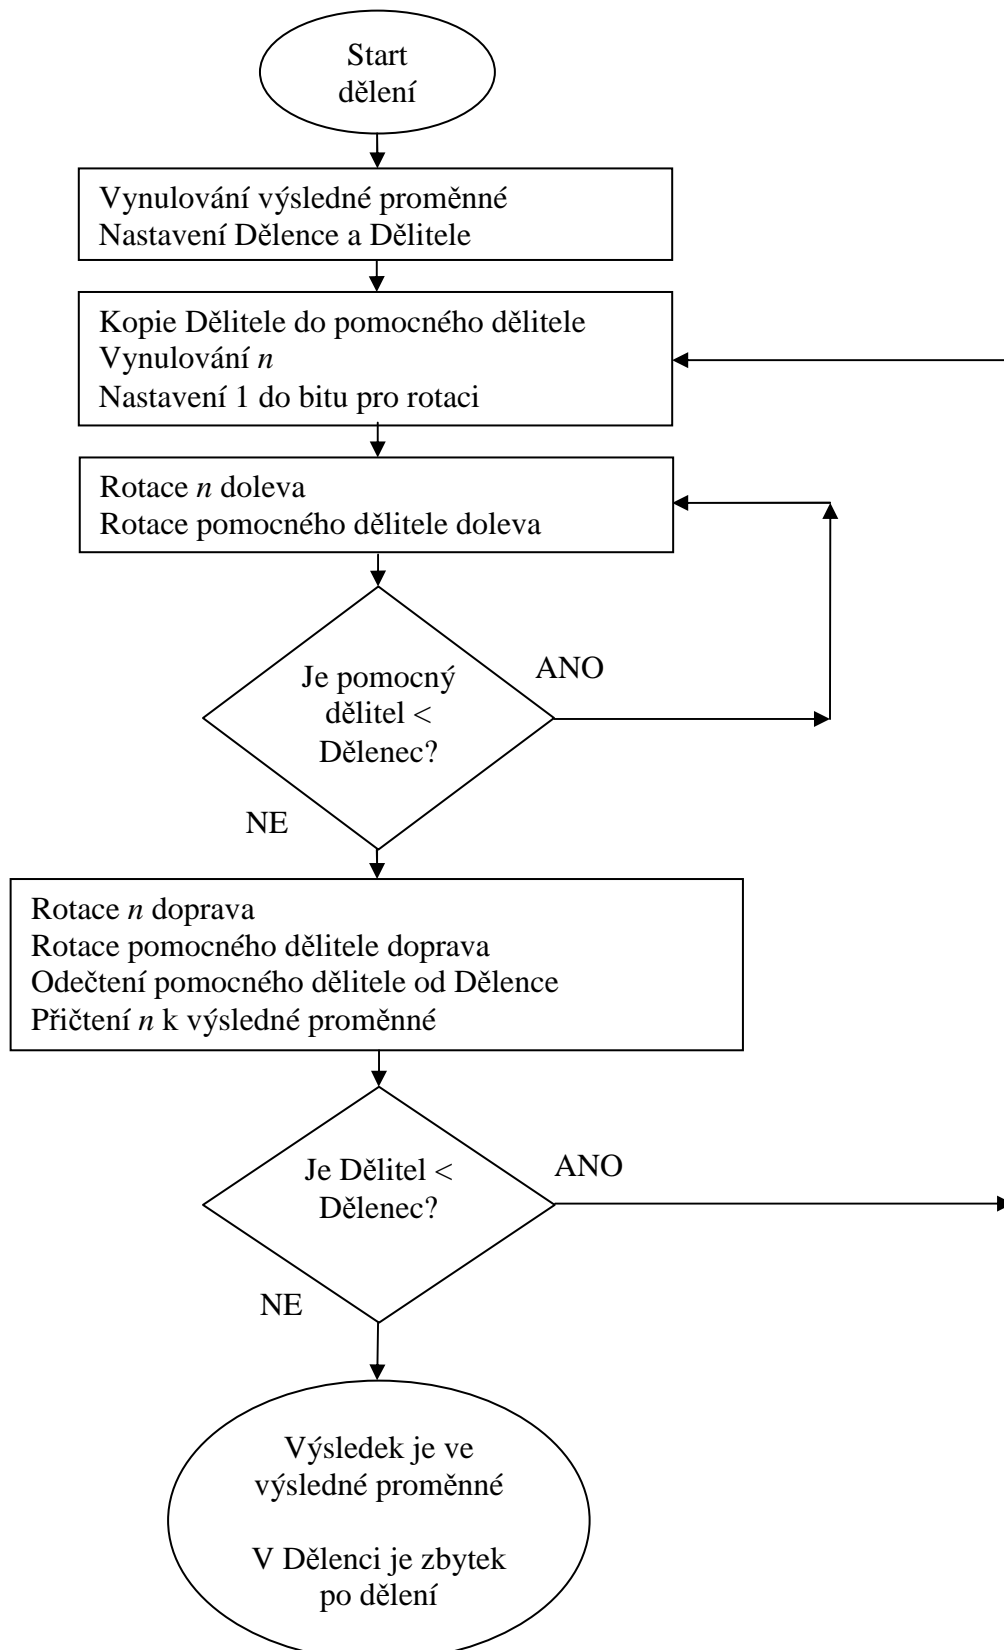 Start
dělení
Vynulování výsledné proměnné
Nastavení Dělence a Dělitele
Kopie Dělitele do pomocného dělitele
Vynulování n
Nastavení 1 do bitu pro rotaci
Rotace n doleva
Rotace pomocného dělitele doleva
Je pomocný
dělitel <
Dělenec?
ANO
NE
Rotace n doprava
Rotace pomocného dělitele doprava
Odečtení pomocného dělitele od Dělence
Přičtení n k výsledné proměnné
Je Dělitel <
Dělenec?
ANO
NE
Výsledek je ve
výsledné proměnné
V Dělenci je zbytek
po dělení